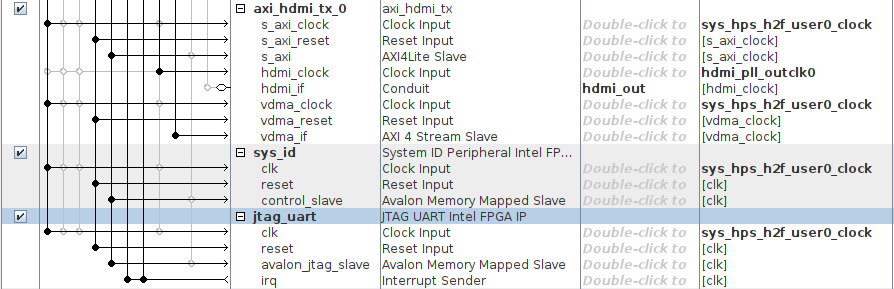 axi_hdmi_tx_0 axi_hdmi_tx
s_axi_clock Clock Input Double-click to sys_hps_h2f_user0_clock
s_axi_reset Reset Input Double-click to [s_axi_clock]
s_axi AXI4Lite Slave Double-click to [s_axi_clock]
hdmi_clock Clock Input Double-click to hdmi_pll_outclk0
hdmi_if Conduit hdmi_out [hdmi_clock]
vdma_clock Clock Input Double-click to sys_hps_h2f_user0_clock
vdma_reset Reset Input Double-click to [vdma_clock]
vdma_if AXI 4 Stream Slave Double-click to [vdma_clock]
sys_id System ID Peripheral Intel FP...
clk Clock Input Double-click to sys_hps_h2f_user0_clock
reset Reset Input Double-click to [clk]
control_slave Avalon Memory Mapped Slave Double-click to [clk]
jtag_uart JTAG UART Intel FPGA IP
clk Clock Input Double-click to sys_hps_h2f_user0_clock
reset Reset Input Double-click to [clk]
avalon_jtag_slave Avalon Memory Mapped Slave Double-click to [clk]
irq Interrupt Sender Double-click to [clk]